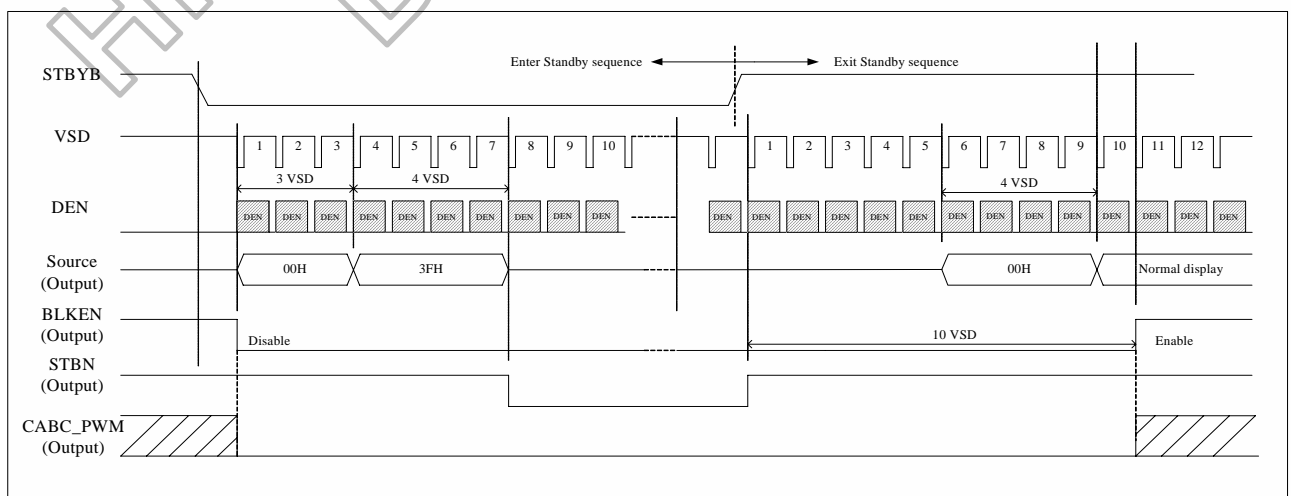 Enter Standby sequence Exit Standby sequence
STBYB
VSD
1 2 3 4 5 6 7 8 9 10 1 2 3 4 5 6 7 8 9 10 11 12
3 VSD 4 VSD 4 VSD
DEN
DEN DEN DEN DEN DEN DEN DEN DEN DEN DEN DEN DEN DEN DEN DEN DEN DEN DEN DEN DEN DEN DEN DEN DEN
Source
(Output)
00H 3FH 00H Normal display
BLKEN
(Output)
Disable 10 VSD Enable
STBN
(Output)
CABC_PWM
(Output)